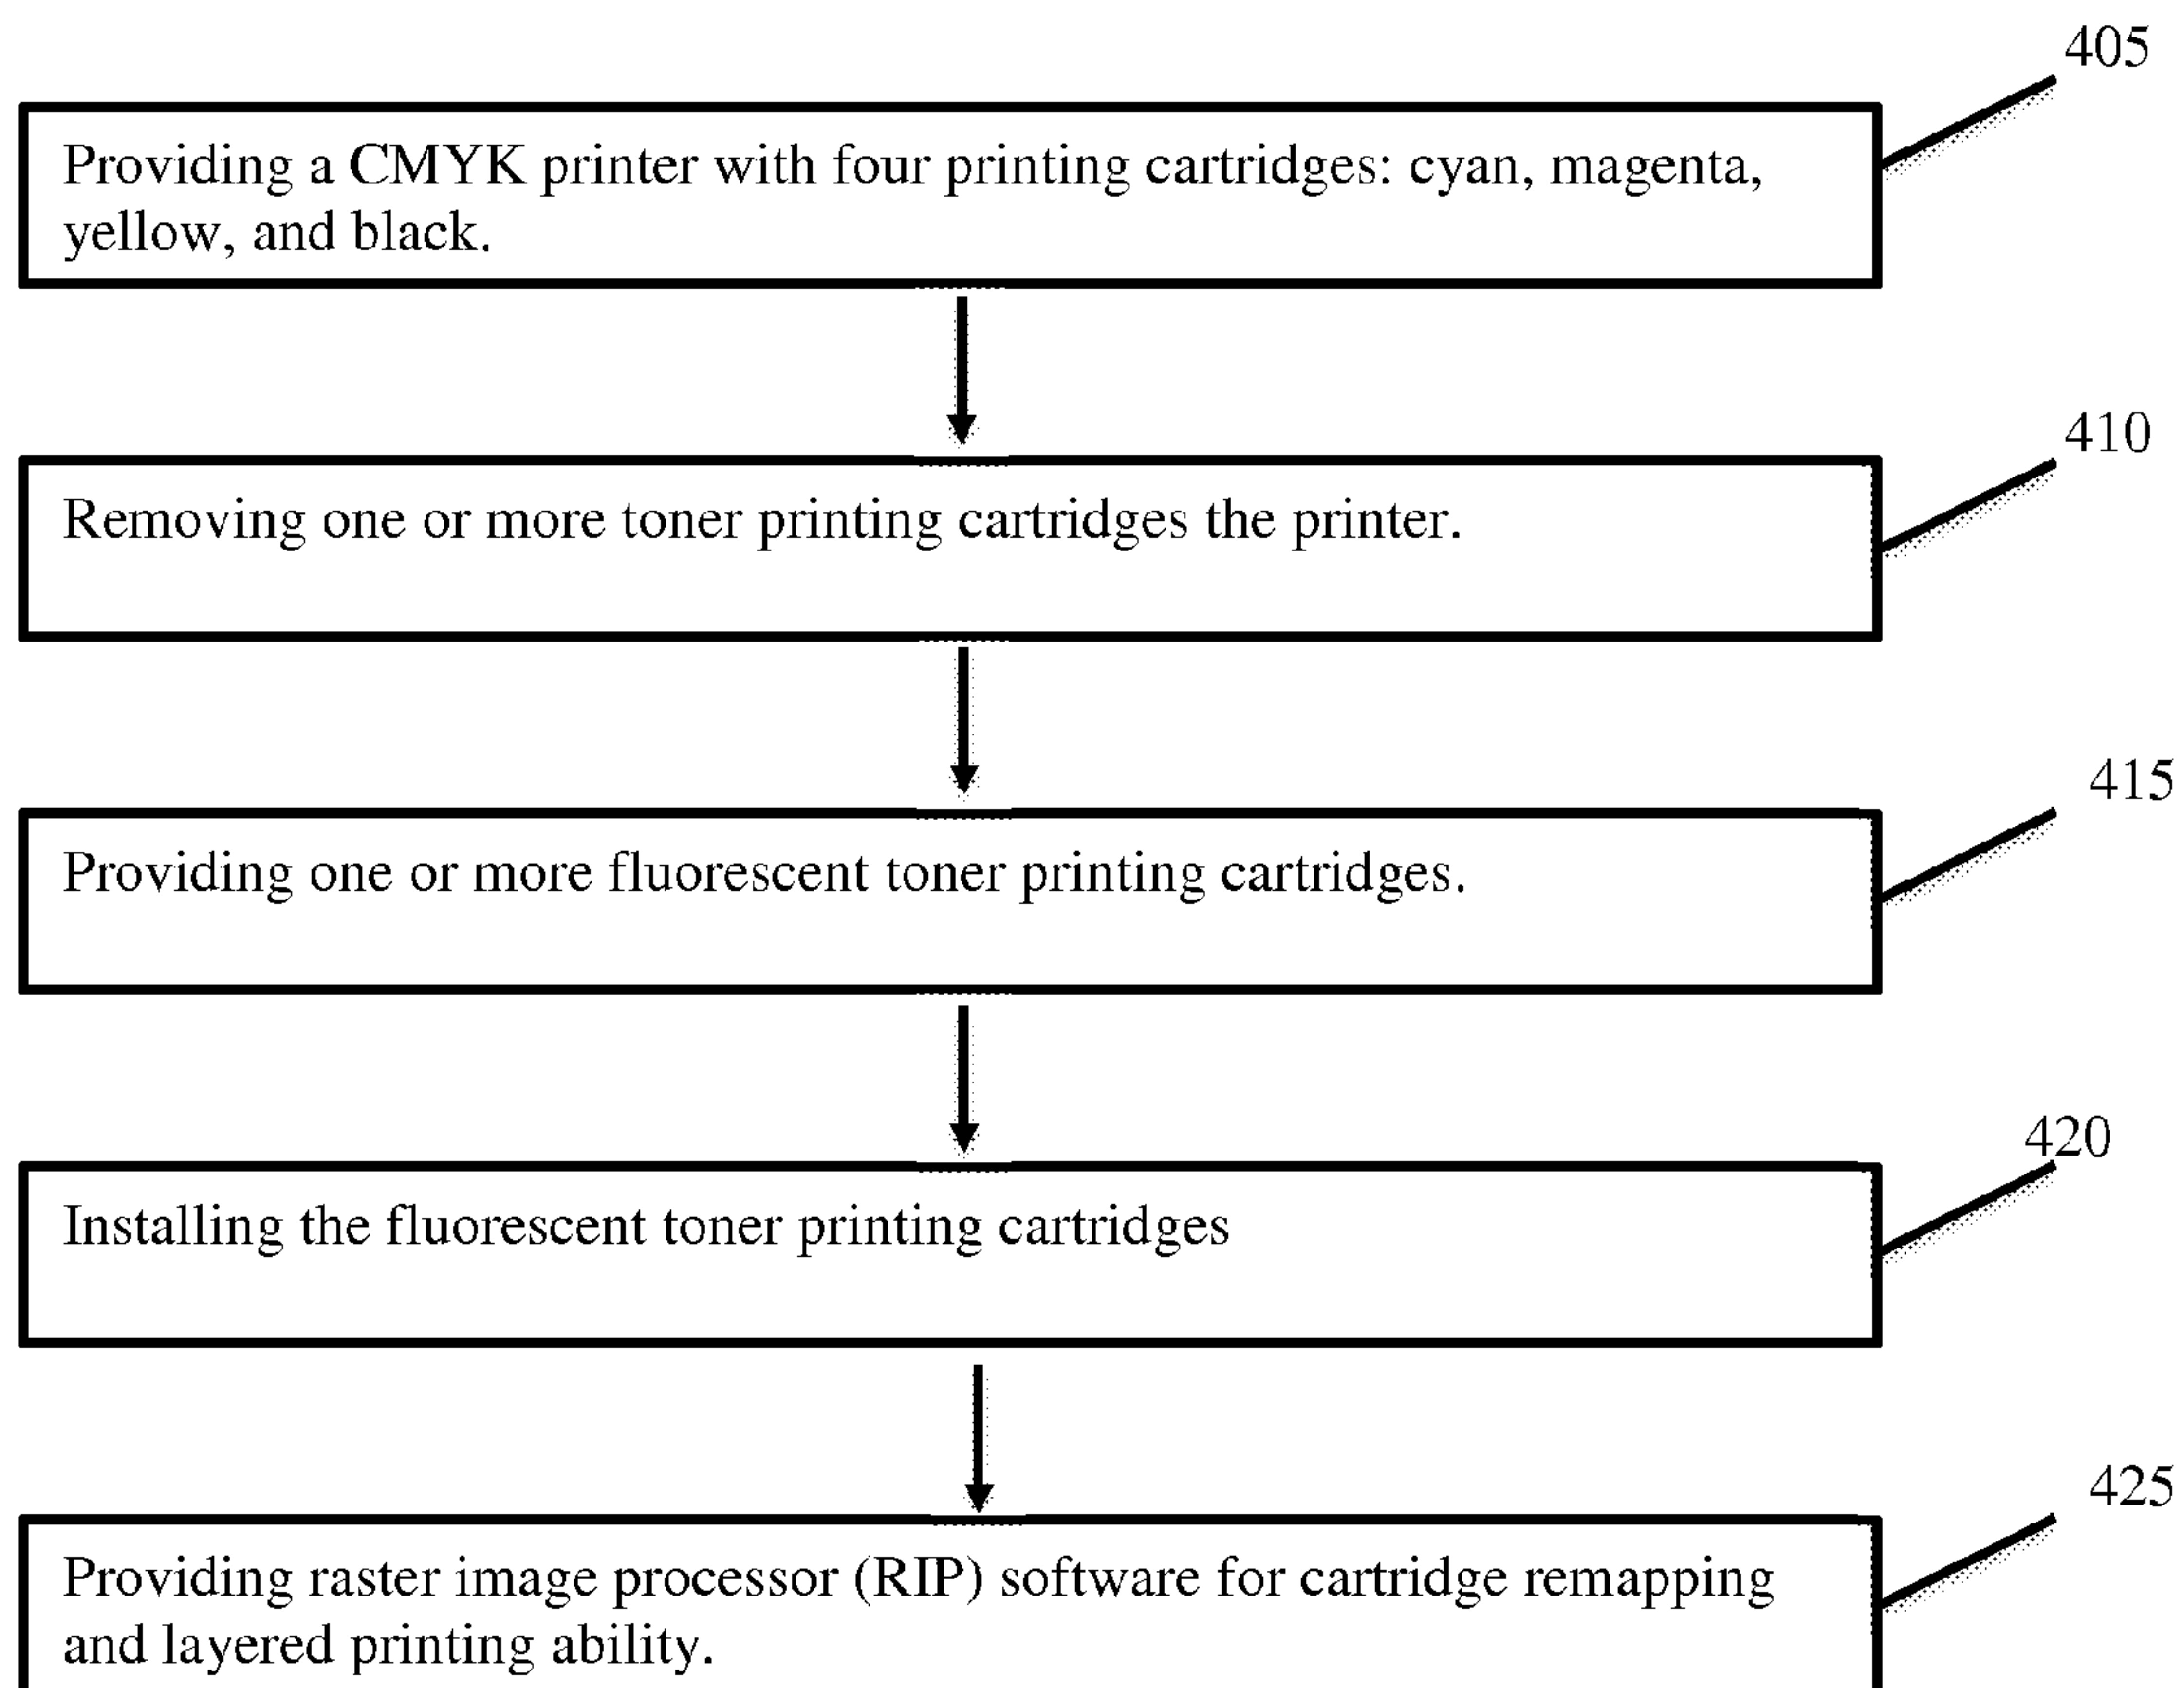 405
Providing a CMYK printer with four printing cartridges: cyan, magenta,
yellow, and black.
410
Removing one or more toner printing cartridges the printer.
415
Providing one or more fluorescent toner printing cartridges.
420
Installing the fluorescent toner printing cartridges
425
Providing raster image processor (RIP) software for cartridge remapping
and layered printing ability.